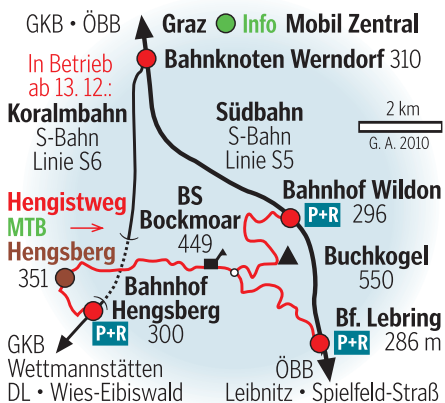 GKB • ÖBB
Graz Info Mobil Zentral
Bahnknoten Werndorf 310
In Betrieb
ab 13. 12.:
Koralmbahn
S-Bahn
Linie S6
Südbahn
S-Bahn
Linie S5
2 km
G. A. 2010
Hengistweg
MTB
Hengsberg
351
BS
Bockmoar
449
Bahnhof Wildon
P+R 296
Buchkogel
550
Bahnhof
Hengsberg
P+R 300
Bf. Lebring
P+R 286 m
GKB
Wettmannstätten
DL • Wies-Eibiswald
ÖBB
Leibnitz • Spielfeld-Straß